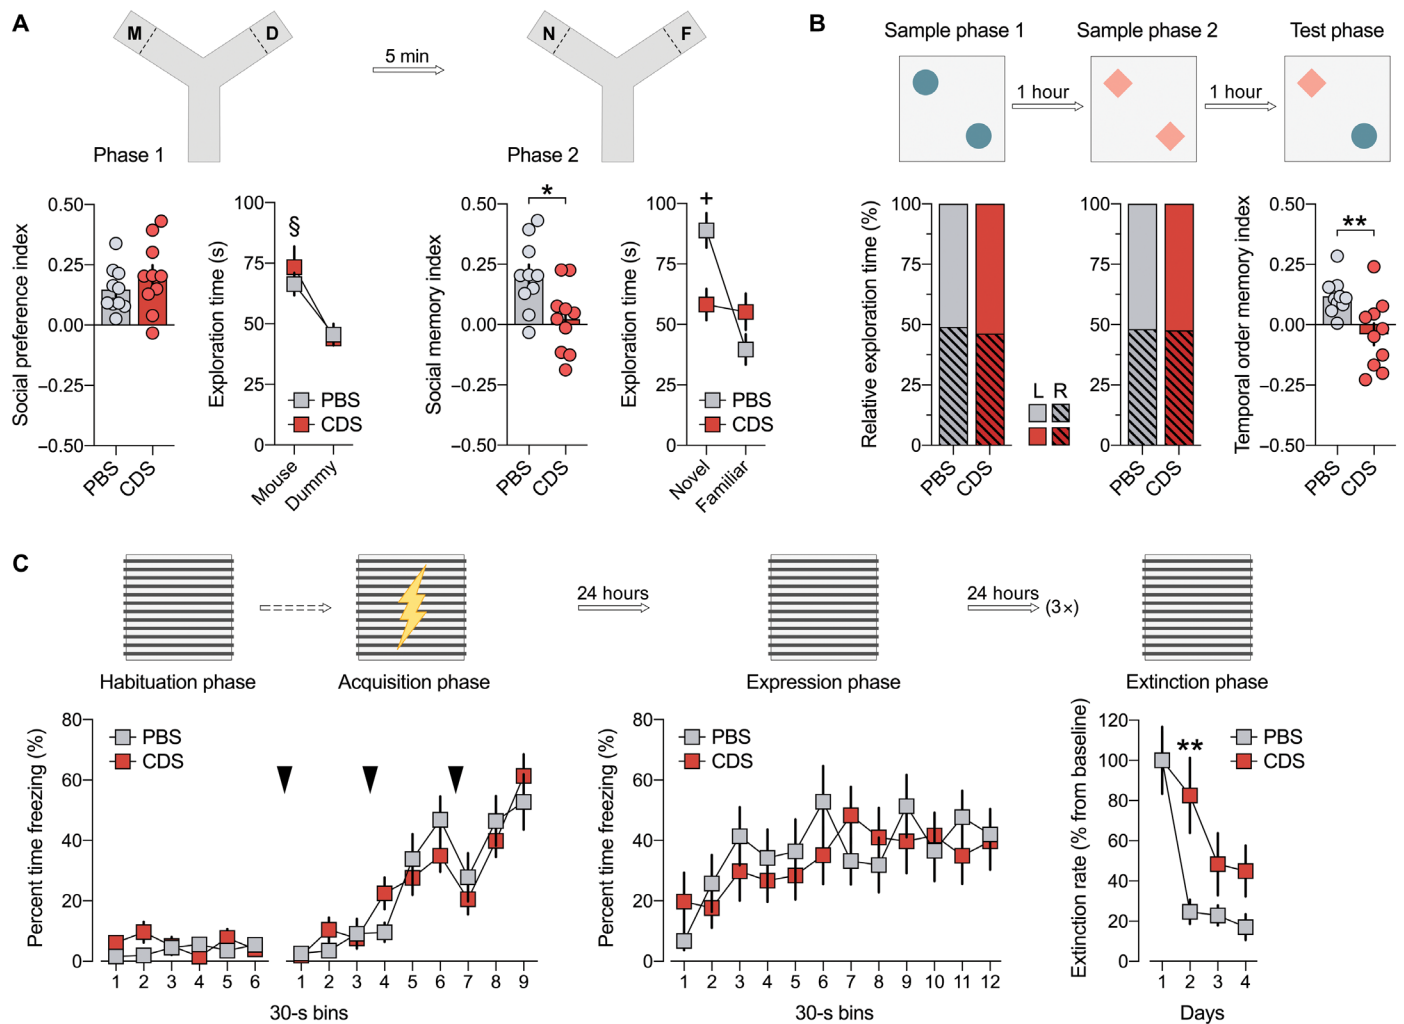 A
M
D
5 min
N
F
Phase 1
Phase 2
Social preference index
0.50
0.25
0.00
−0.25
−0.50
PBS
CDS
Exploration time (s)
100
75
50
25
0
§
PBS
CDS
Mouse
Dummy
Social memory index
0.50
0.25
0.00
−0.25
−0.50
*
PBS
CDS
Exploration time (s)
100
75
50
25
0
+
PBS
CDS
Novel
Familiar
B
Sample phase 1
Sample phase 2
Test phase
1 hour
1 hour
Relative exploration time (%)
100
75
50
25
0
PBS
CDS
L R
100
75
50
25
0
PBS
CDS
Temporal order memory index
0.50
0.25
0.00
−0.25
−0.50
**
PBS
CDS
C
24 hours
24 hours
(3×)
Habituation phase
Acquisition phase
Expression phase
Extinction phase
Percent time freezing (%)
80
60
40
20
0
PBS
CDS
1 2 3 4 5 6
1 2 3 4 5 6 7 8 9
30-s bins
Percent time freezing (%)
80
60
40
20
0
PBS
CDS
1 2 3 4 5 6 7 8 9 10 11 12
30-s bins
Extinction rate (% from baseline)
120
100
80
60
40
20
0
**
PBS
CDS
1 2 3 4
Days